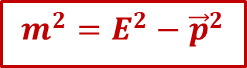 m² = E² − p⃗²